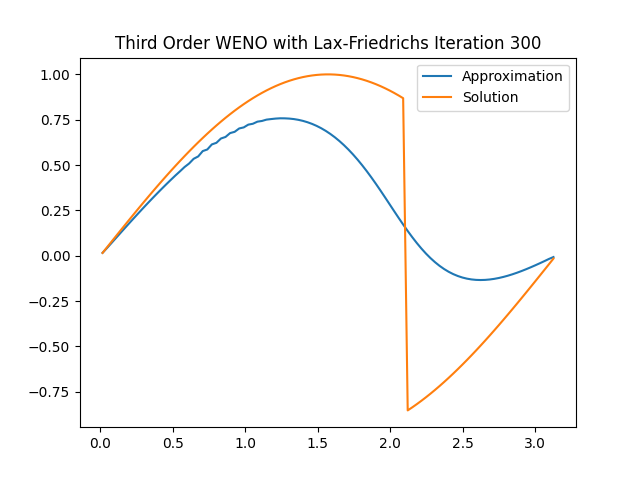 Third Order WENO with Lax-Friedrichs Iteration 300
Approximation
Solution
1.00
0.75
0.50
0.25
0.00
−0.25
−0.50
−0.75
0.0 0.5 1.0 1.5 2.0 2.5 3.0